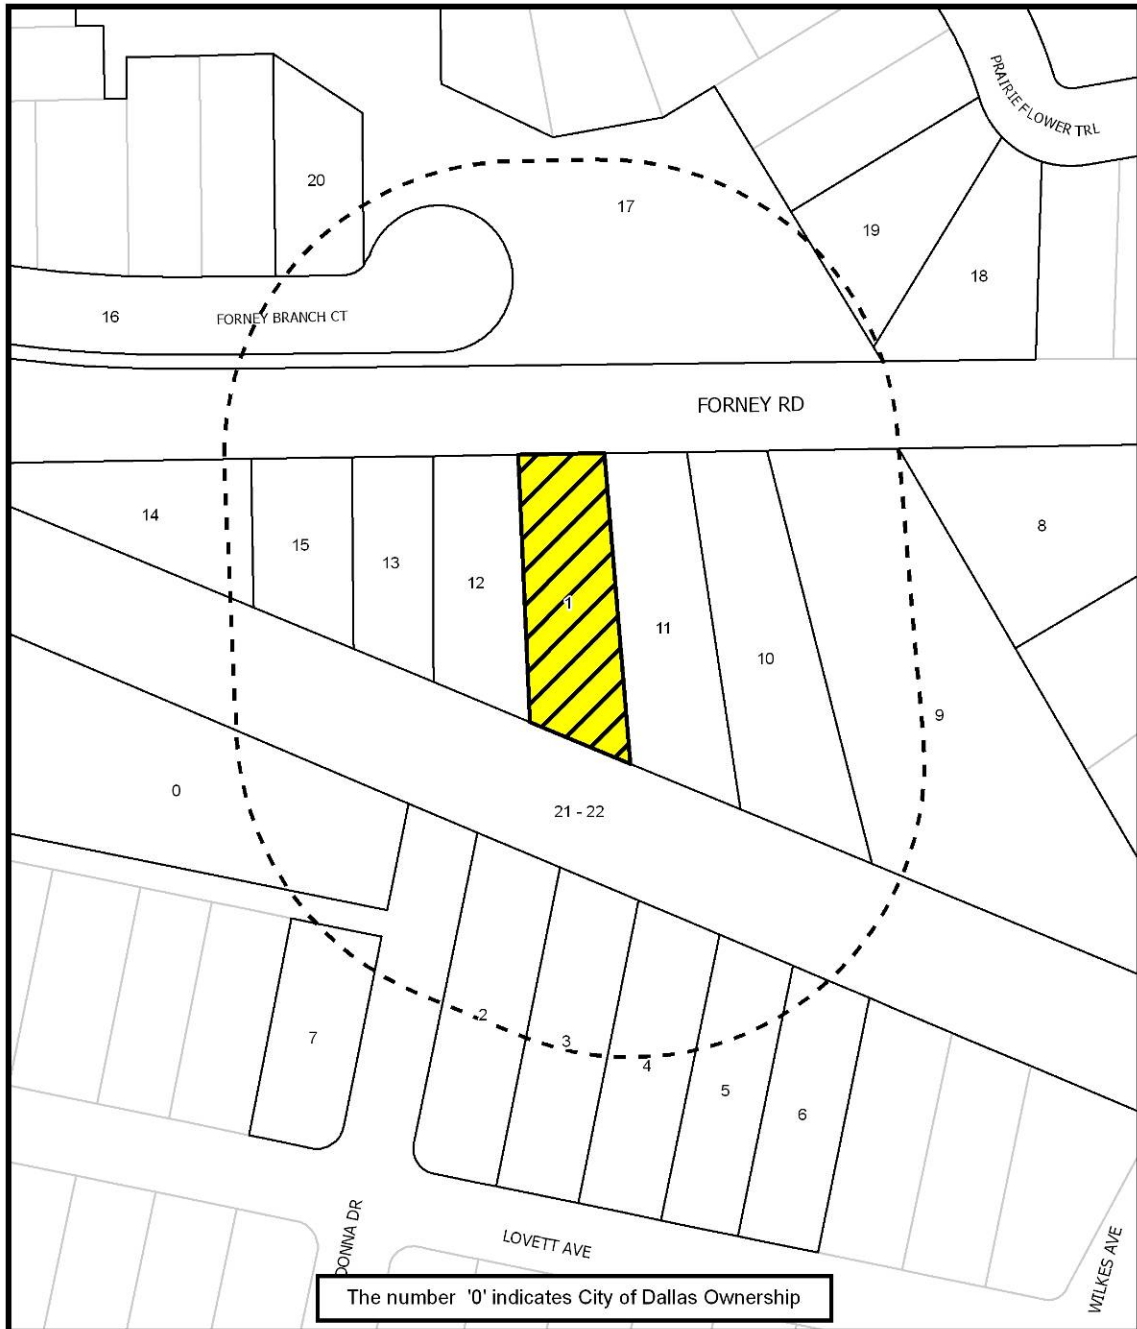 PRAIRIE FLOWER TRL
20
17
19
18
16
FORNEY BRANCH CT
FORNEY RD
14
15
13
12
1
11
10
9
8
0
21 - 22
7
2
3
4
5
6
DONNA DR
LOVETT AVE
WILKES AVE
The number '0' indicates City of Dallas Ownership